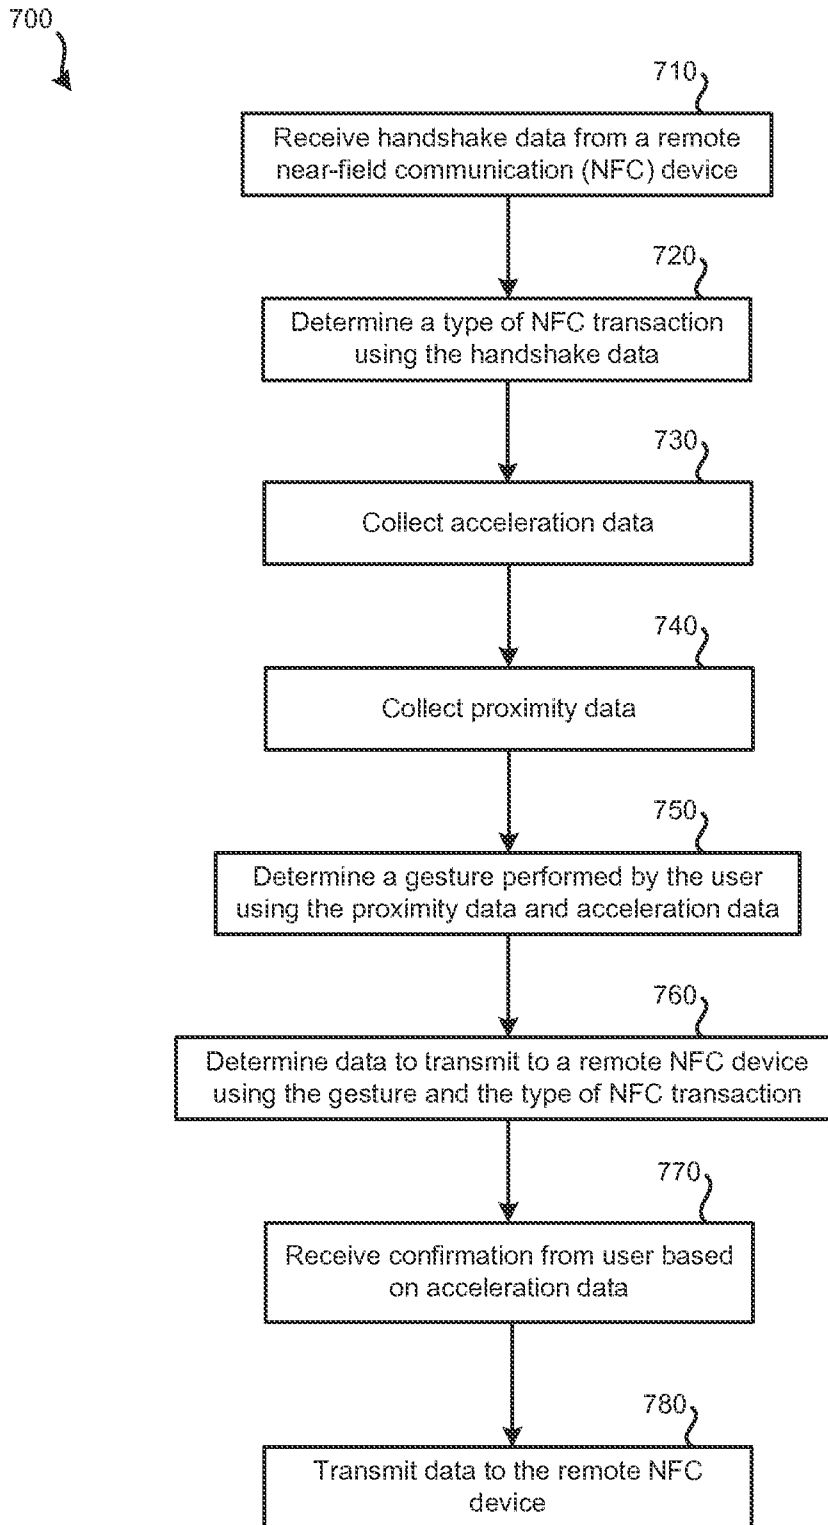 700
710
Receive handshake data from a remote
near-field communication (NFC) device
720
Determine a type of NFC transaction
using the handshake data
730
Collect acceleration data
740
Collect proximity data
750
Determine a gesture performed by the user
using the proximity data and acceleration data
760
Determine data to transmit to a remote NFC device
using the gesture and the type of NFC transaction
770
Receive confirmation from user based
on acceleration data
780
Transmit data to the remote NFC
device